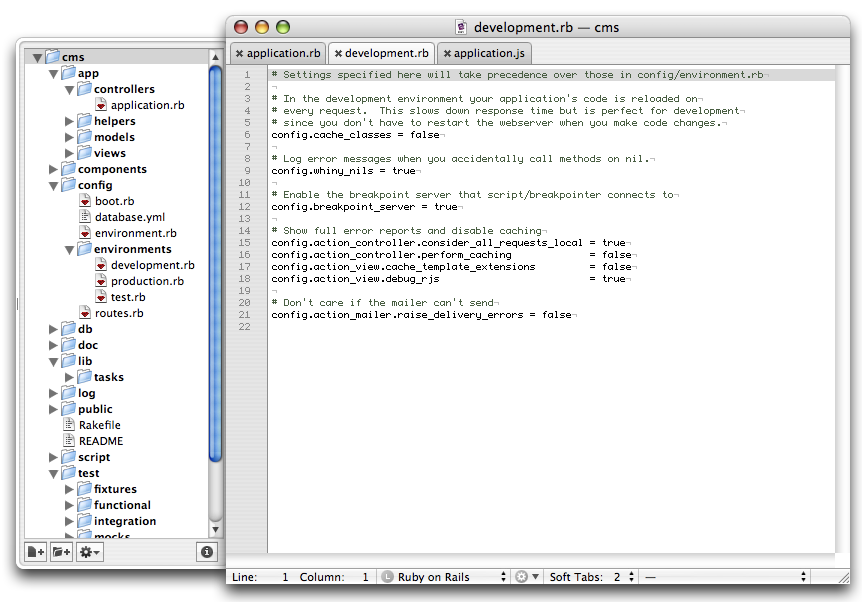 development.rb — cms
cms
app
controllers
application.rb
helpers
models
views
components
config
boot.rb
database.yml
environment.rb
environments
development.rb
production.rb
test.rb
routes.rb
db
doc
lib
tasks
log
public
Rakefile
README
script
test
fixtures
functional
integration
mocks
application.rb
development.rb
application.js
1 # Settings specified here will take precedence over those in config/environment.rb¬
2 ¬
3 # In the development environment your application's code is reloaded on¬
4 # every request.  This slows down response time but is perfect for development¬
5 # since you don't have to restart the webserver when you make code changes.¬
6 config.cache_classes = false¬
7 ¬
8 # Log error messages when you accidentally call methods on nil.¬
9 config.whiny_nils = true¬
10 ¬
11 # Enable the breakpoint server that script/breakpointer connects to¬
12 config.breakpoint_server = true¬
13 ¬
14 # Show full error reports and disable caching¬
15 config.action_controller.consider_all_requests_local = true¬
16 config.action_controller.perform_caching             = false¬
17 config.action_view.cache_template_extensions         = false¬
18 config.action_view.debug_rjs                         = true¬
19 ¬
20 # Don't care if the mailer can't send¬
21 config.action_mailer.raise_delivery_errors = false¬
22
Line: 1 Column: 1 L Ruby on Rails Soft Tabs: 2 —